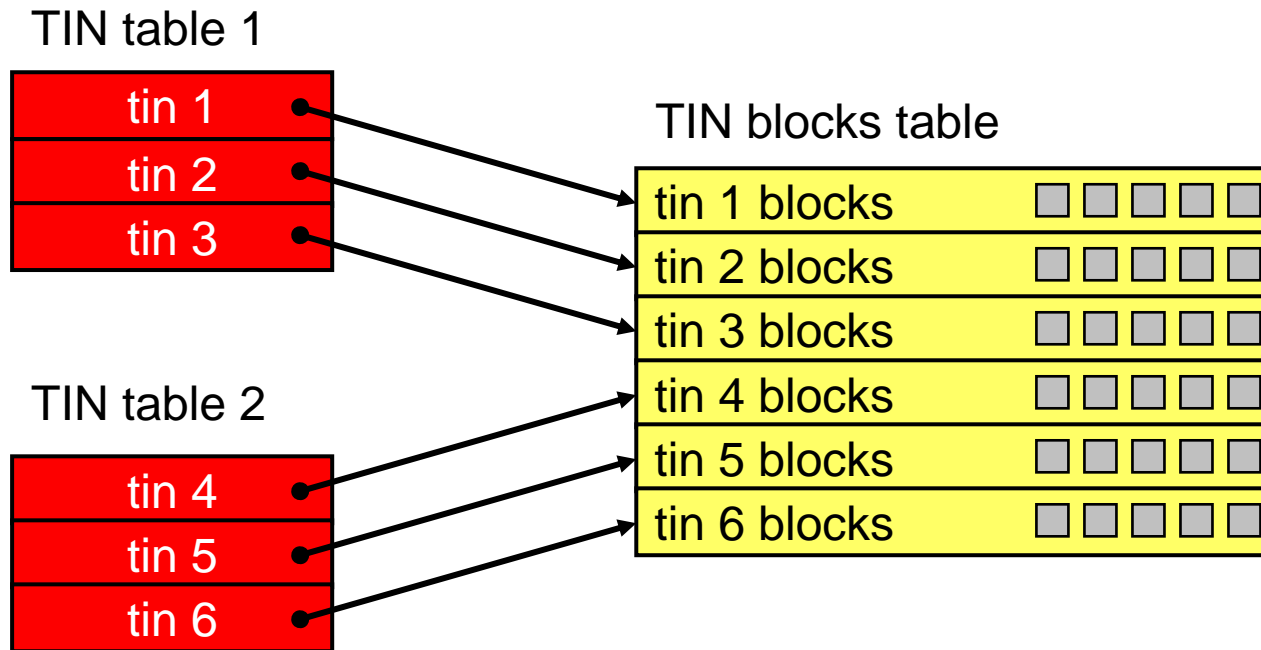 TIN table 1
tin 1
tin 2
tin 3
TIN table 2
tin 4
tin 5
tin 6
TIN blocks table
tin 1 blocks
tin 2 blocks
tin 3 blocks
tin 4 blocks
tin 5 blocks
tin 6 blocks